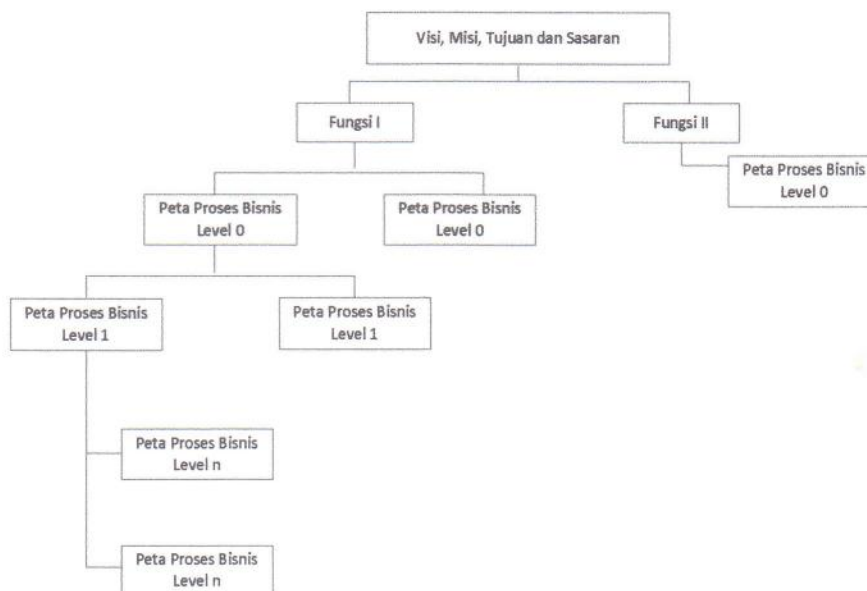 Visi, Misi, Tujuan dan Sasaran
Fungsi I
Fungsi II
Peta Proses Bisnis
Level 0
Peta Proses Bisnis
Level 0
Peta Proses Bisnis
Level 0
Peta Proses Bisnis
Level 1
Peta Proses Bisnis
Level 1
Peta Proses Bisnis
Level n
Peta Proses Bisnis
Level n